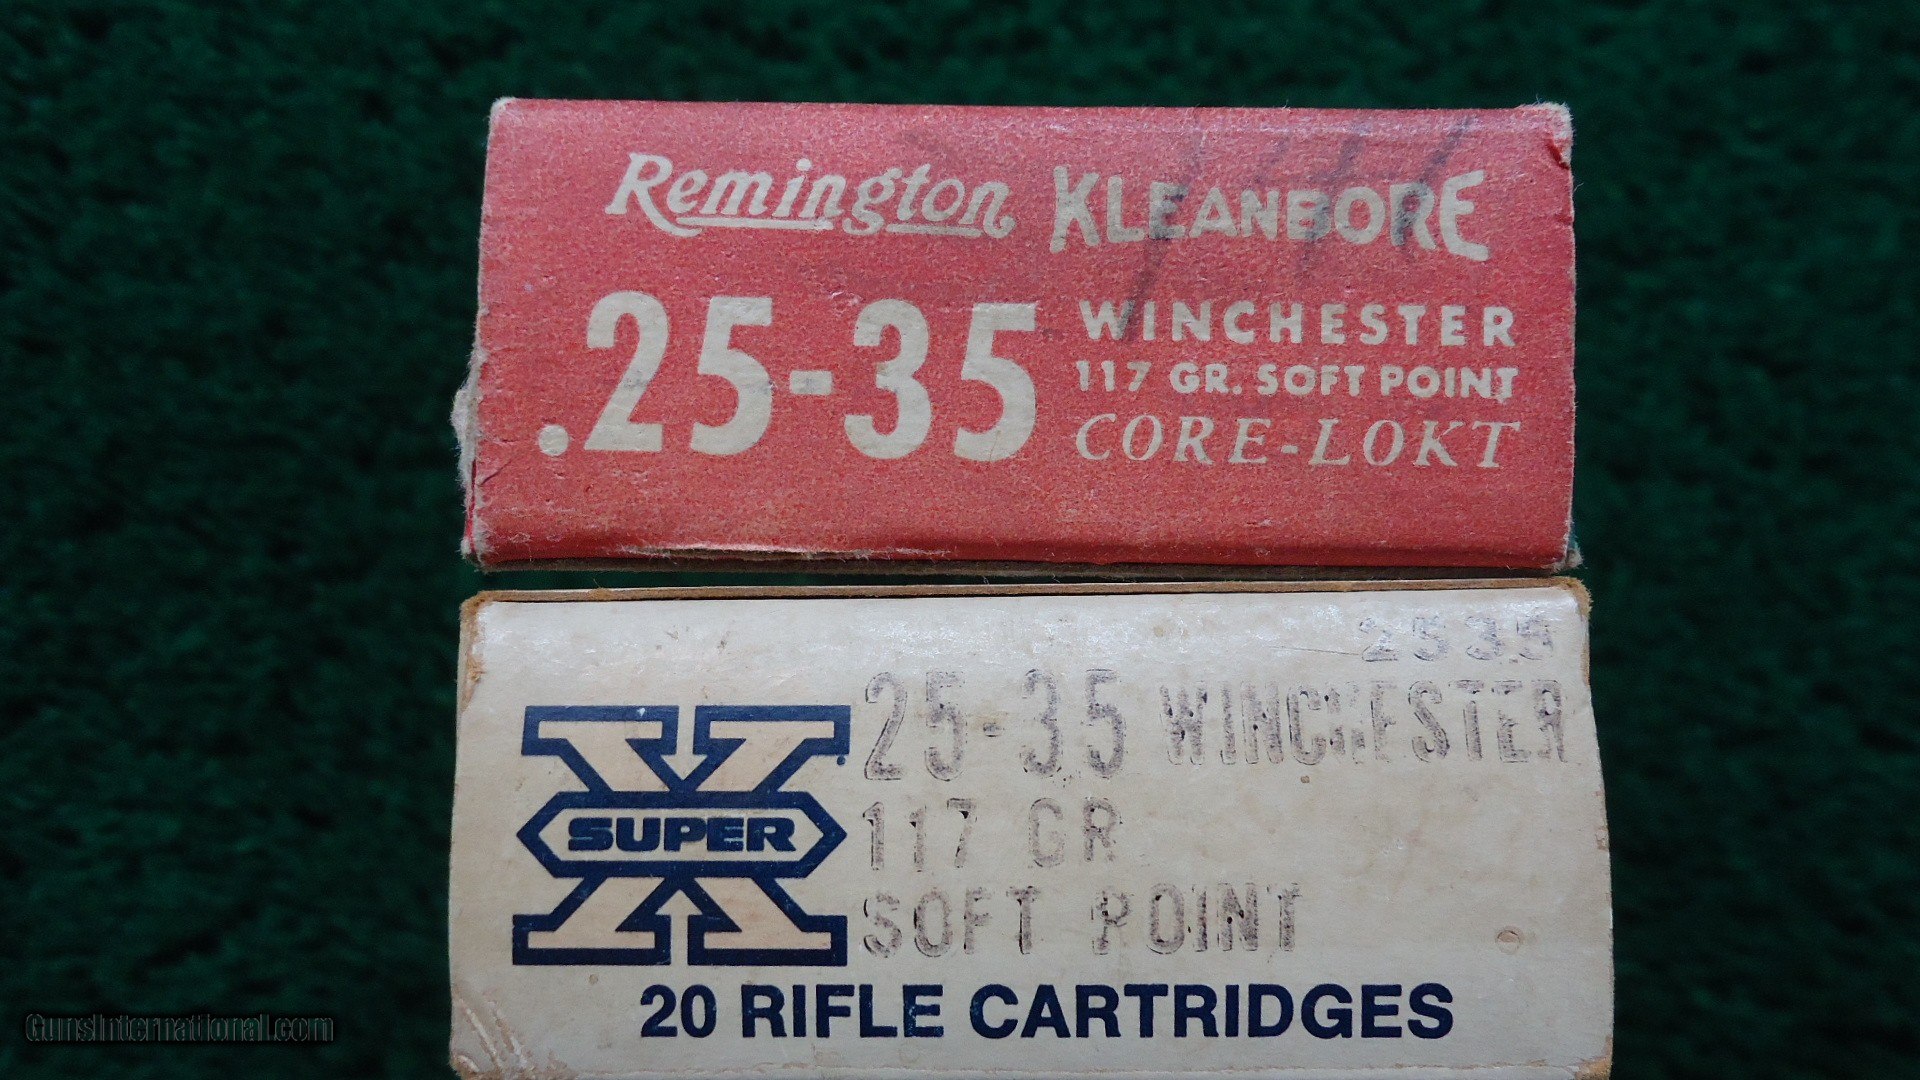 Remington KLEANBORE
.25-35
WINCHESTER
117 GR. SOFT POINT
CORE-LOKT
2535
25-35 WINCHESTER
SUPER X
117 GR
SOFT POINT
20 RIFLE CARTRIDGES
GunsInternational.com